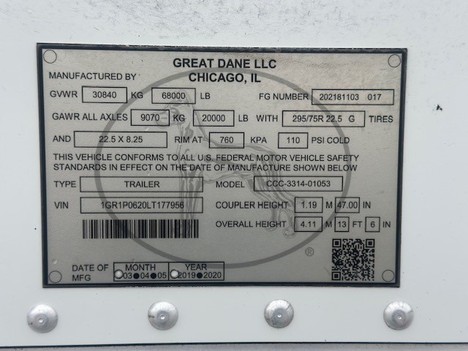 GREAT DANE LLC
MANUFACTURED BY CHICAGO, IL
GVWR 30840 KG 68000 LB FG NUMBER 202181103 017
GAWR ALL AXLES 9070 KG 20000 LB WITH 295/75R 22.5 G TIRES
AND 22.5 X 8.25 RIM AT 760 KPA 110 PSI COLD
THIS VEHICLE CONFORMS TO ALL U.S. FEDERAL MOTOR VEHICLE SAFETY
STANDARDS IN EFFECT ON THE DATE OF MANUFACTURE SHOWN BELOW
TYPE TRAILER MODEL CCC-3314-01053
VIN 1GR1P0620LT177956 COUPLER HEIGHT 1.19 M 47.00 IN
OVERALL HEIGHT 4.11 M 13 FT 6 IN
®
DATE OF MONTH YEAR
MFG 03 04 05 2019 2020